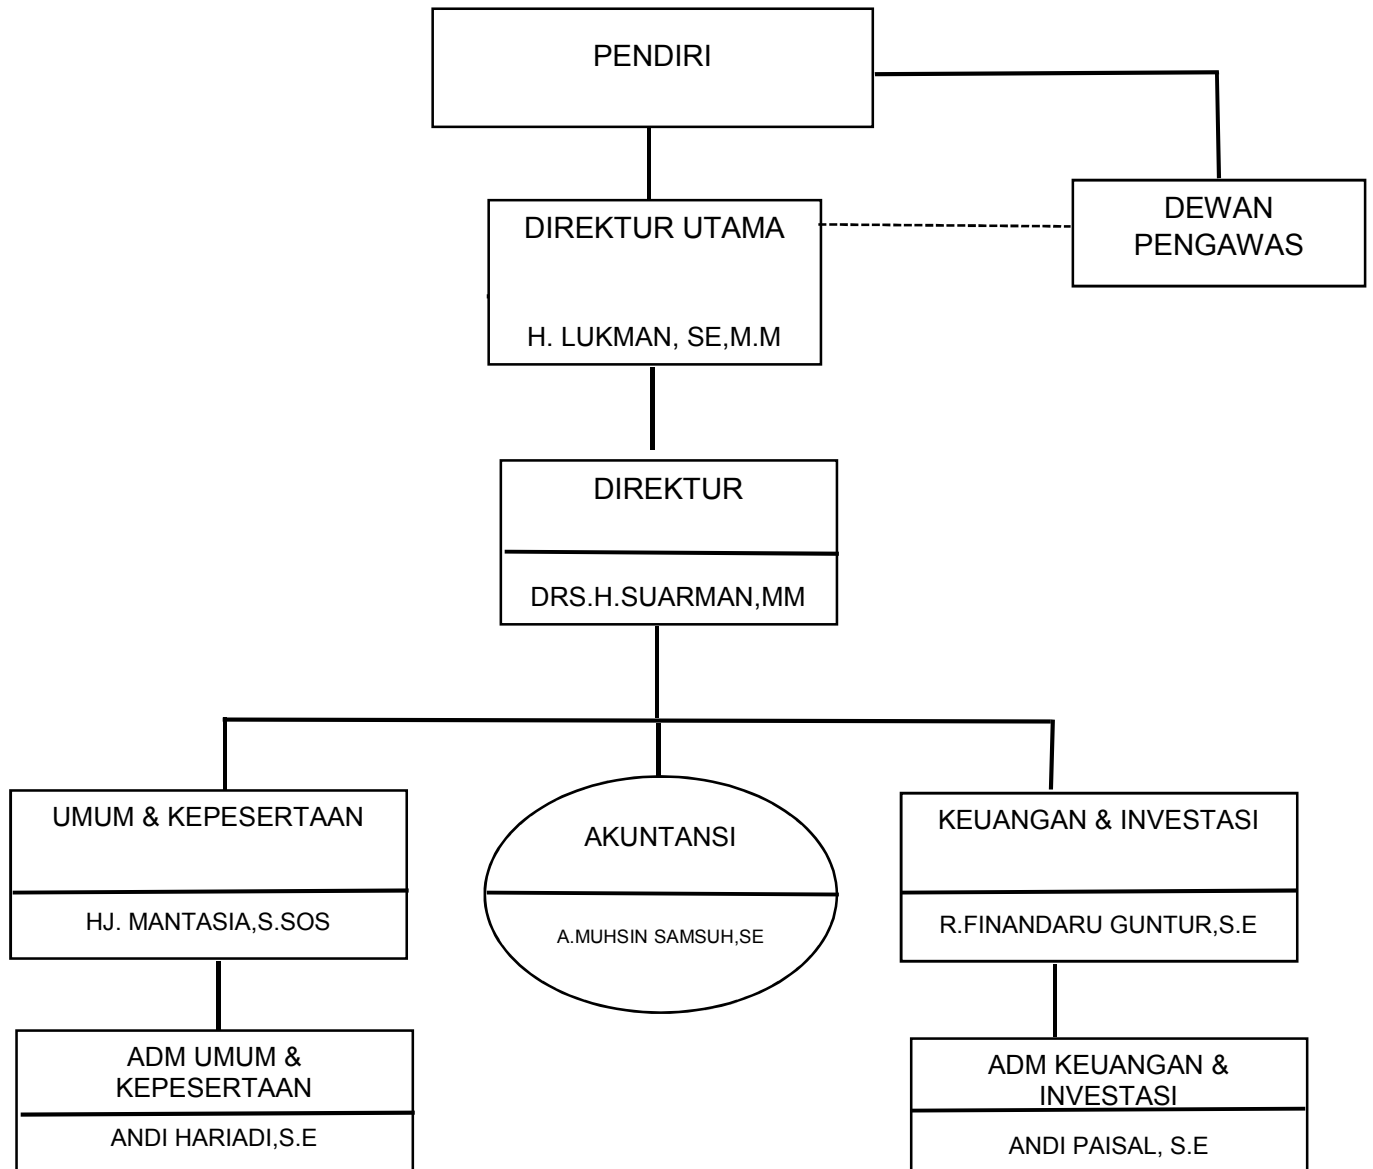 PENDIRI
DIREKTUR UTAMA
H. LUKMAN, SE,M.M
DEWAN
PENGAWAS
DIREKTUR
DRS.H.SUARMAN,MM
UMUM & KEPESERTAAN
HJ. MANTASIA,S.SOS
AKUNTANSI
A.MUHSIN SAMSUH,SE
KEUANGAN & INVESTASI
R.FINANDARU GUNTUR,S.E
ADM UMUM &
KEPESERTAAN
ANDI HARIADI,S.E
ADM KEUANGAN &
INVESTASI
ANDI PAISAL, S.E